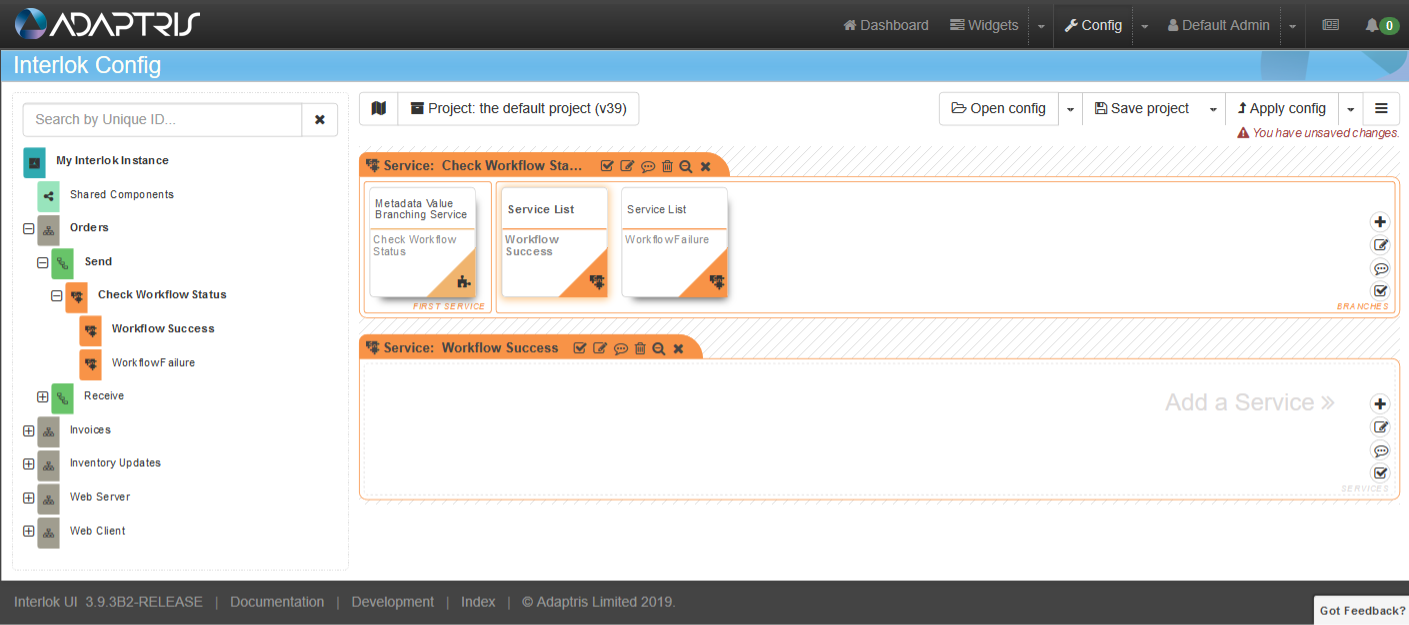 ADAPTRIS
Dashboard Widgets Config Default Admin 0
Interlok Config
Search by Unique ID...
Project: the default project (v39)
Open config Save project Apply config
You have unsaved changes.
My Interlok Instance
Shared Components
Orders
Send
Check Workflow Status
Workflow Success
WorkflowFailure
Receive
Invoices
Inventory Updates
Web Server
Web Client
Service: Check Workflow Sta...
Metadata Value
Branching Service
Check Workflow
Status
FIRST SERVICE
Service List
Workflow
Success
Service List
WorkflowFailure
BRANCHES
Service: Workflow Success
Add a Service »
SERVICES
Interlok UI 3.9.3B2-RELEASE | Documentation | Development | Index | © Adaptris Limited 2019.
Got Feedback?